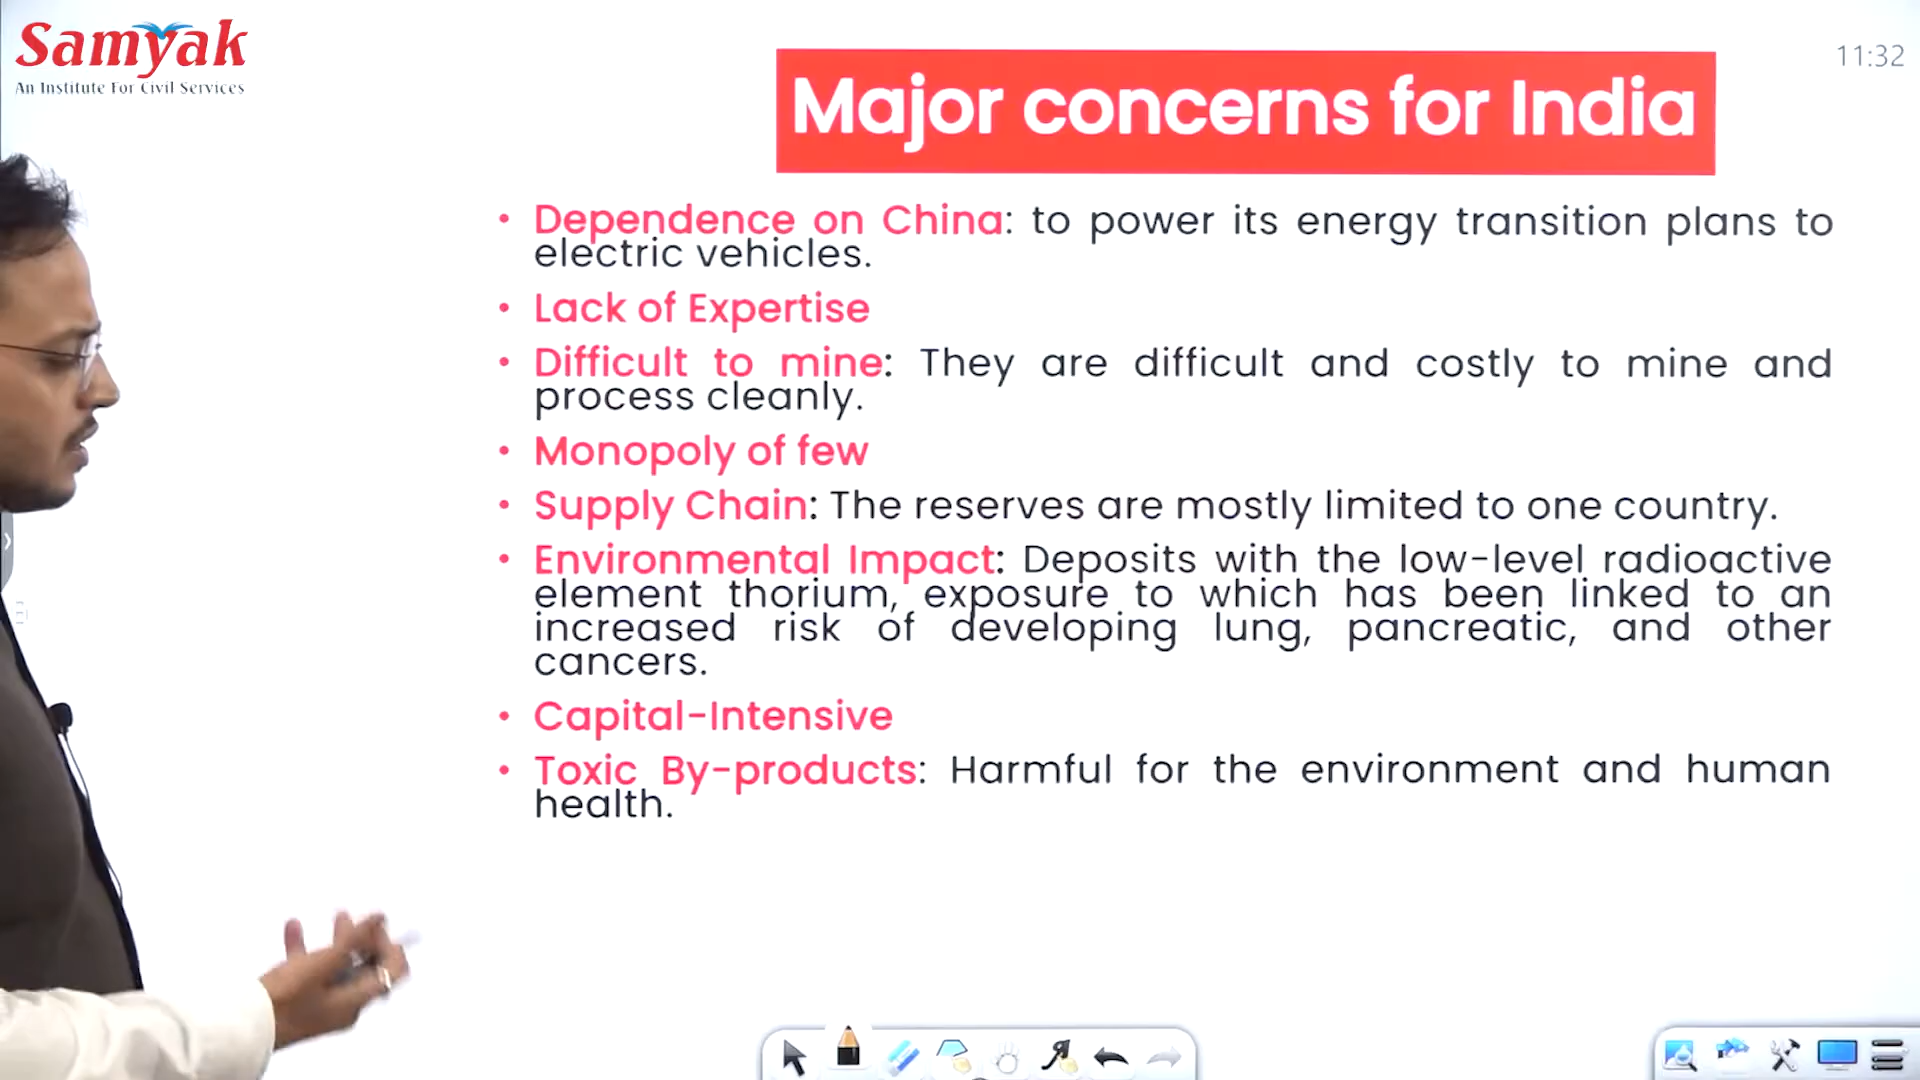 Samyak
An Institute For Civil Services
11:32
Major concerns for India
• Dependence on China: to power its energy transition plans to
electric vehicles.
• Lack of Expertise
• Difficult to mine: They are difficult and costly to mine and
process cleanly.
• Monopoly of few
• Supply Chain: The reserves are mostly limited to one country.
• Environmental Impact: Deposits with the low-level radioactive
element thorium, exposure to which has been linked to an
increased risk of developing lung, pancreatic, and other
cancers.
• Capital-Intensive
• Toxic By-products: Harmful for the environment and human
health.